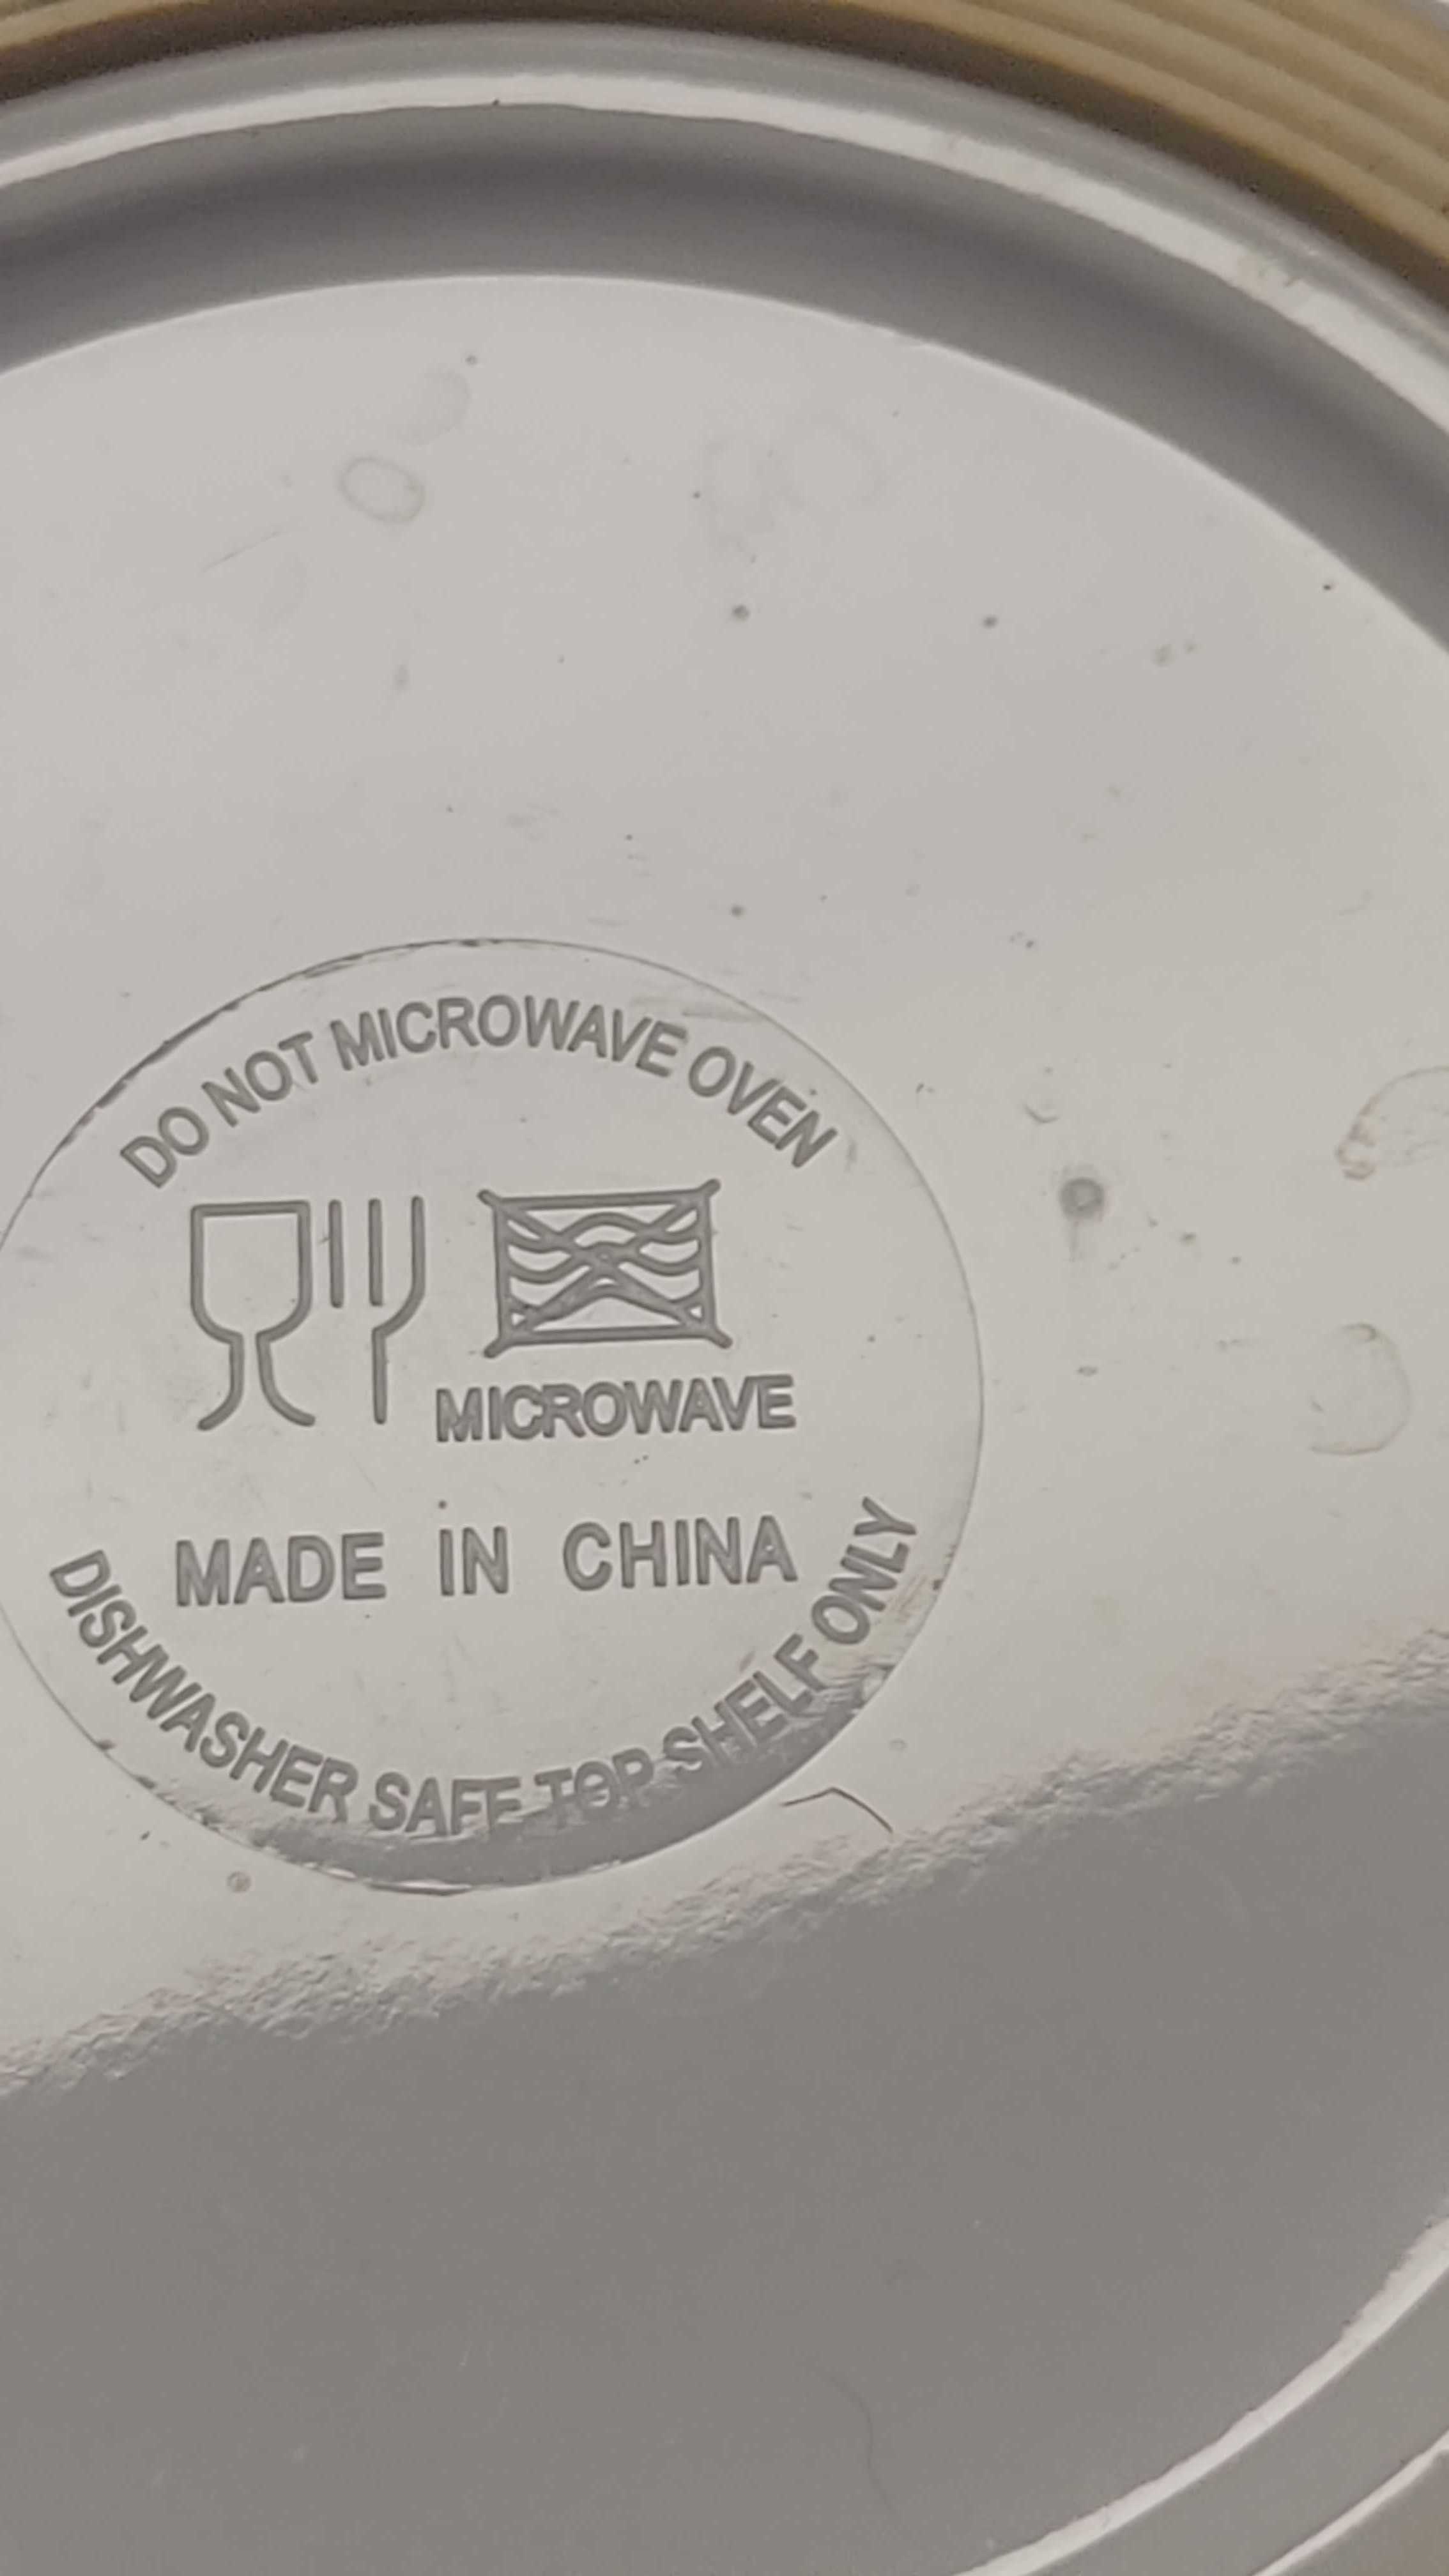 DO NOT MICROWAVE OVEN
MICROWAVE
MADE IN CHINA
DISHWASHER SAFE TOP SHELF ONLY